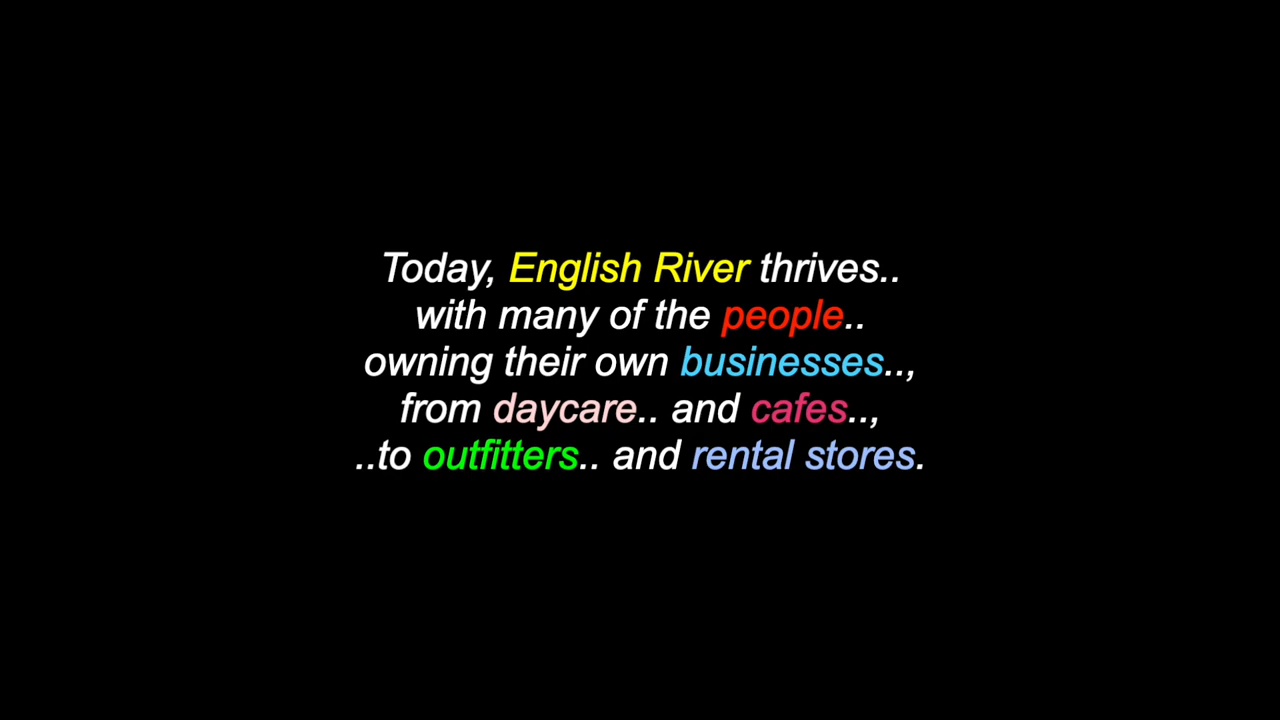 Today, English River thrives..
with many of the people..
owning their own businesses..,
from daycare.. and cafes..,
..to outfitters.. and rental stores.